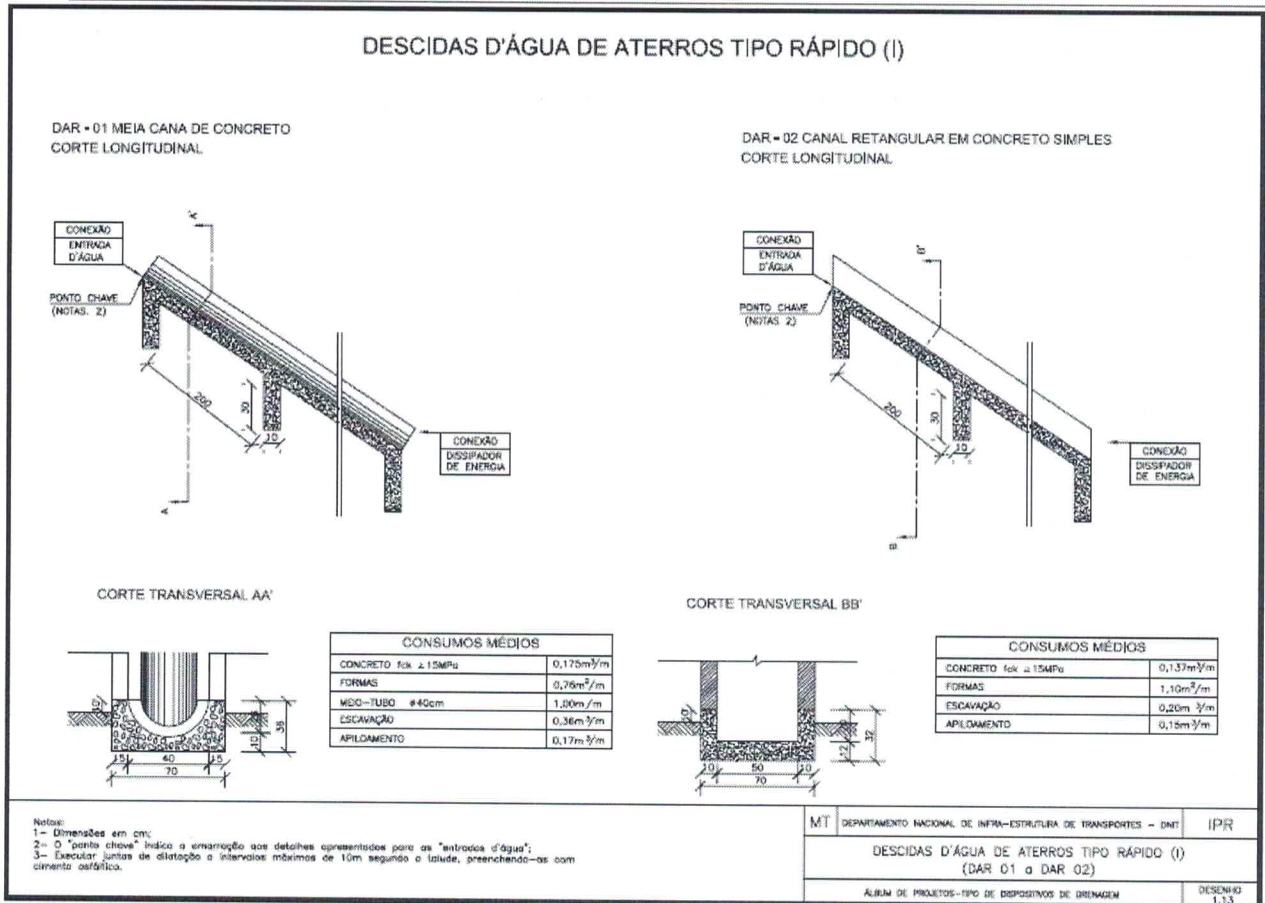 DESCIDAS D'ÁGUA DE ATERROS TIPO RÁPIDO (I)
DAR - 01 MEIA CANA DE CONCRETO
CORTE LONGITUDINAL
CONEXÃO
ENTRADA
D'ÁGUA
PONTO CHAVE
(NOTAS. 2)
A'
200
30
10
A
CONEXÃO
DISSIPADOR
DE ENERGIA
DAR - 02 CANAL RETANGULAR EM CONCRETO SIMPLES
CORTE LONGITUDINAL
CONEXÃO
ENTRADA
D'ÁGUA
PONTO CHAVE
(NOTAS. 2)
B'
200
30
10
B
CONEXÃO
DISSIPADOR
DE ENERGIA
CORTE TRANSVERSAL AA'
10
38
15 40 15
70
CONSUMOS MÉDIOS
CONCRETO fck ≥ 15MPa 0,175m³/m
FORMAS 0,76m²/m
MEIO-TUBO ø40cm 1,00m/m
ESCAVAÇÃO 0,36m³/m
APILOAMENTO 0,17m³/m
CORTE TRANSVERSAL BB'
12
32
10 50 10
70
CONSUMOS MÉDIOS
CONCRETO fck ≥ 15MPa 0,137m³/m
FORMAS 1,10m²/m
ESCAVAÇÃO 0,20m³/m
APILOAMENTO 0,15m³/m
Notas:
1- Dimensões em cm;
2- O "ponto chave" indica a amarração aos detalhes apresentados para as "entradas d'água";
3- Executar juntas de dilatação a intervalos máximos de 10m segundo o talude, preenchendo-as com
cimento asfáltico.
MT DEPARTAMENTO NACIONAL DE INFRA-ESTRUTURA DE TRANSPORTES - DNIT IPR
DESCIDAS D'ÁGUA DE ATERROS TIPO RÁPIDO (I)
(DAR 01 a DAR 02)
ÁLBUM DE PROJETOS-TIPO DE DISPOSITIVOS DE DRENAGEM
DESENHO
1.13